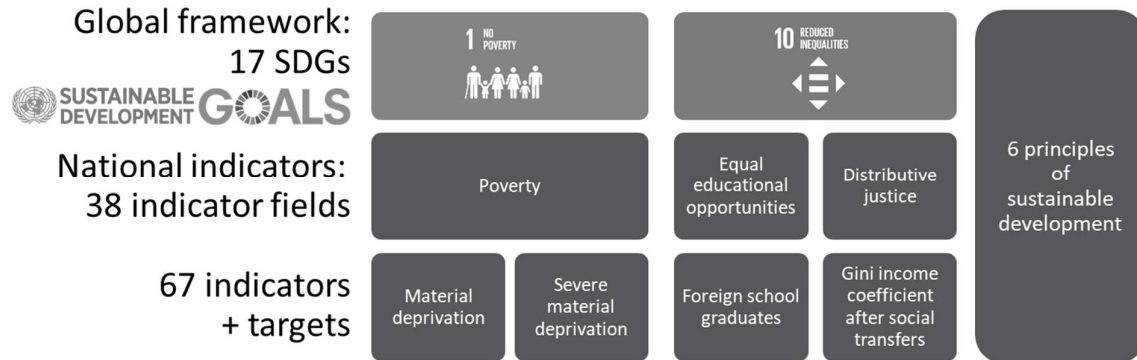 Global framework:
17 SDGs
SUSTAINABLE
DEVELOPMENT GOALS
1 NO
POVERTY
10 REDUCED
INEQUALITIES
National indicators:
38 indicator fields
Poverty
Equal
educational
opportunities
Distributive
justice
6 principles
of
sustainable
development
67 indicators
+ targets
Material
deprivation
Severe
material
deprivation
Foreign school
graduates
Gini income
coefficient
after social
transfers